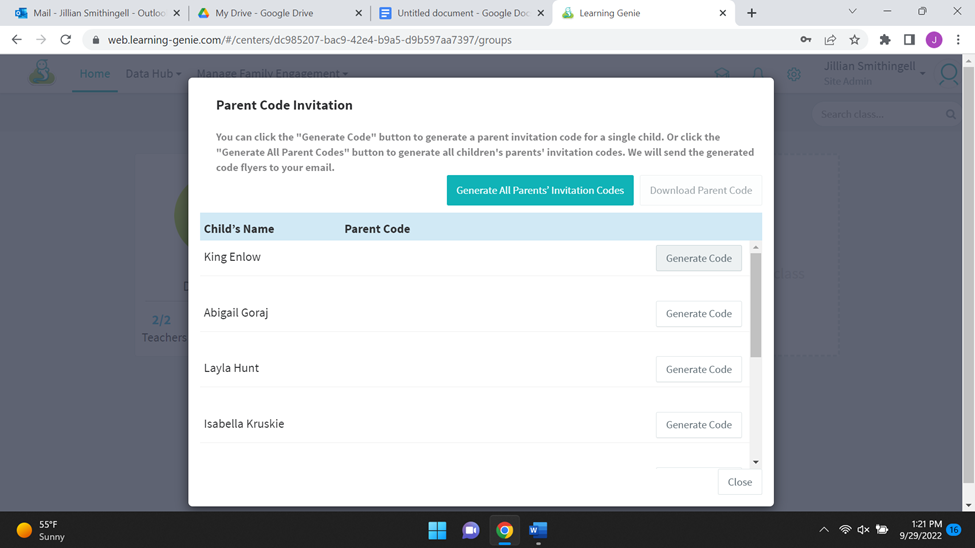 Mail - Jillian Smithingell - Outloo
My Drive - Google Drive
Untitled document - Google Doc
Learning Genie
web.learning-genie.com/#/centers/dc985207-bac9-42e4-b9a5-d9b597aa7397/groups
J
Home
Data Hub
Manage Family Engagement
Jillian Smithingell
Site Admin
Search class...
Parent Code Invitation
You can click the "Generate Code" button to generate a parent invitation code for a single child. Or click the
"Generate All Parent Codes" button to generate all children's parents' invitation codes. We will send the generated
code flyers to your email.
Generate All Parents' Invitation Codes
Download Parent Code
Child's Name
Parent Code
King Enlow
Generate Code
Abigail Goraj
Generate Code
Layla Hunt
Generate Code
Isabella Kruskie
Generate Code
Close
2/2
Teachers
55°F
Sunny
W
1:21 PM
9/29/2022
16